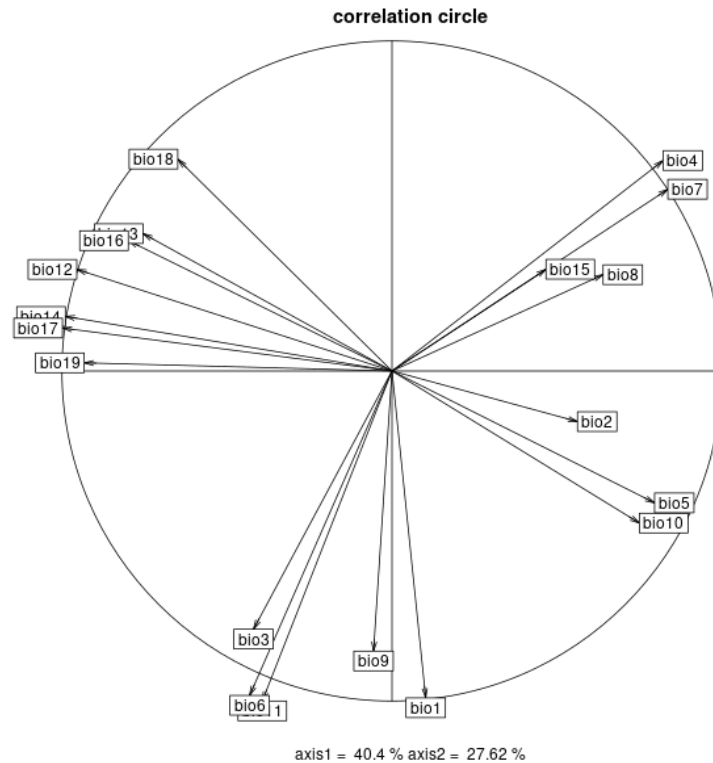 correlation circle
bio18
bio4
bio7
bio16
bio12
bio15
bio8
bio17
bio19
bio2
bio5
bio10
bio3
bio9
bio6
bio1
axis1 = 40.4 % axis2 = 27.62 %